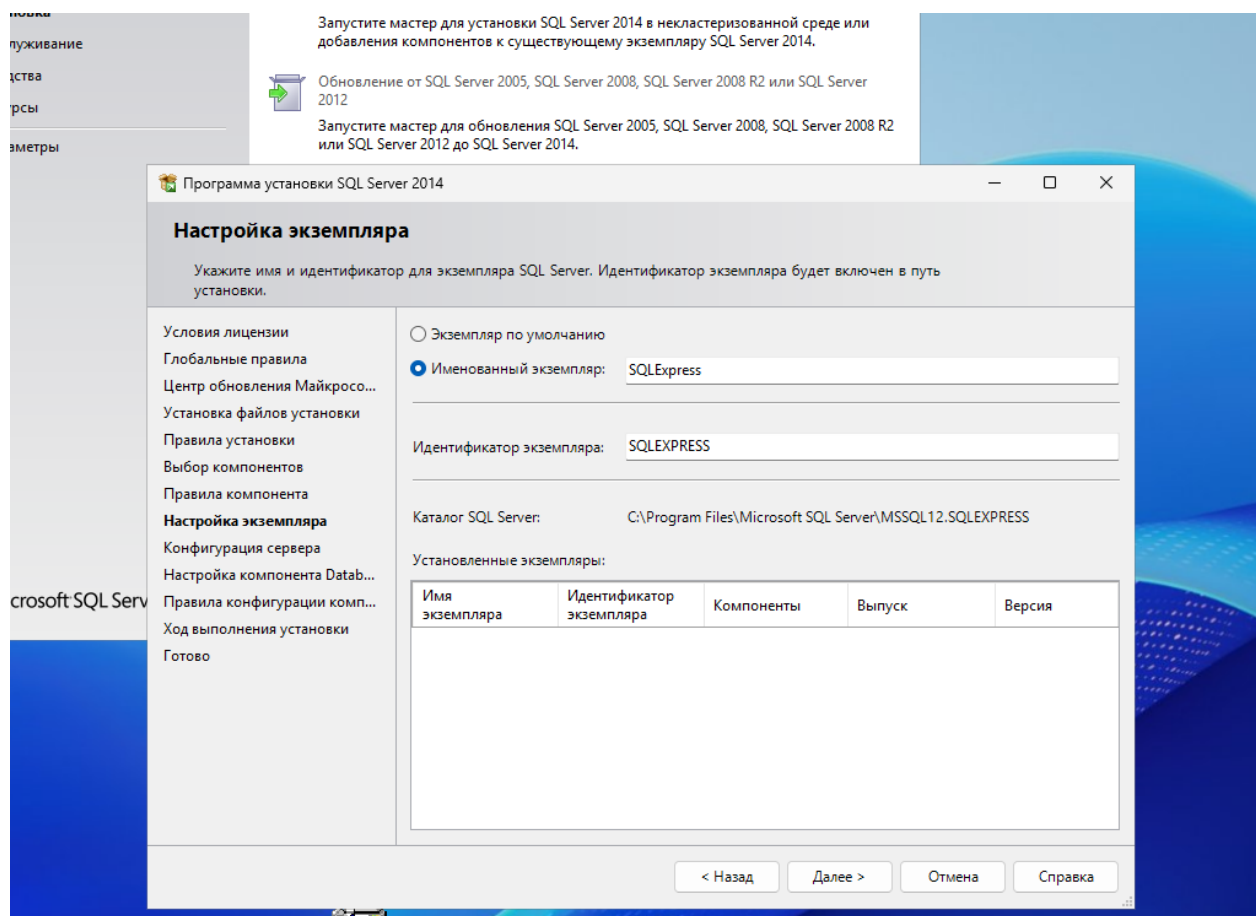 Запустите мастер для установки SQL Server 2014 в некластеризованной среде или
добавления компонентов к существующему экземпляру SQL Server 2014.
Обновление от SQL Server 2005, SQL Server 2008, SQL Server 2008 R2 или SQL Server
2012
Запустите мастер для обновления SQL Server 2005, SQL Server 2008, SQL Server 2008 R2
или SQL Server 2012 до SQL Server 2014.
Программа установки SQL Server 2014
Настройка экземпляра
Укажите имя и идентификатор для экземпляра SQL Server. Идентификатор экземпляра будет включен в путь
установки.
Условия лицензии
Глобальные правила
Центр обновления Майкросо...
Установка файлов установки
Правила установки
Выбор компонентов
Правила компонента
Настройка экземпляра
Конфигурация сервера
Настройка компонента Datab...
Правила конфигурации комп...
Ход выполнения установки
Готово
Экземпляр по умолчанию
Именованный экземпляр: SQLExpress
Идентификатор экземпляра: SQLEXPRESS
Каталог SQL Server: C:\Program Files\Microsoft SQL Server\MSSQL12.SQLEXPRESS
Установленные экземпляры:
Имя экземпляра Идентификатор экземпляра Компоненты Выпуск Версия
< Назад Далее > Отмена Справка
луживание
дства
рсы
аметры
crosoft SQL Serv